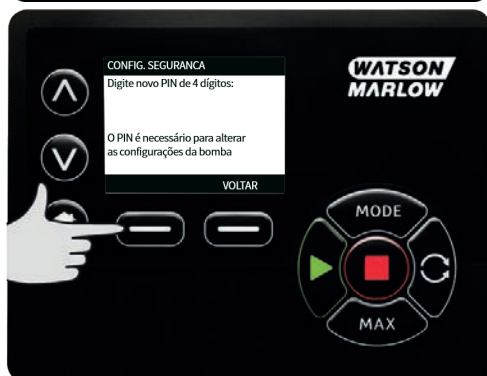 CONFIG. SEGURANCA
Digite novo PIN de 4 dígitos:
O PIN é necessário para alterar
as configurações da bomba
VOLTAR
WATSON
MARLOW
MODE
MAX